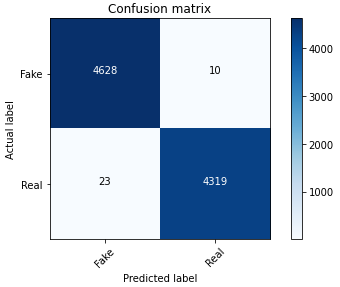 Confusion matrix
Actual label
Fake
4628
10
Real
23
4319
Fake
Real
Predicted label
4000
3000
2000
1000